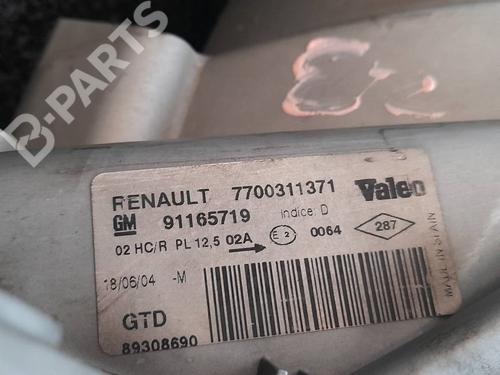 B-PARTS
RENAULT 7700311371 Valeo
GM 91165719 Indice: D
02 HC/R PL 12,5 02A E2 0064 287
18/06/04 -M
GTD
89308690
MADE IN SPAIN